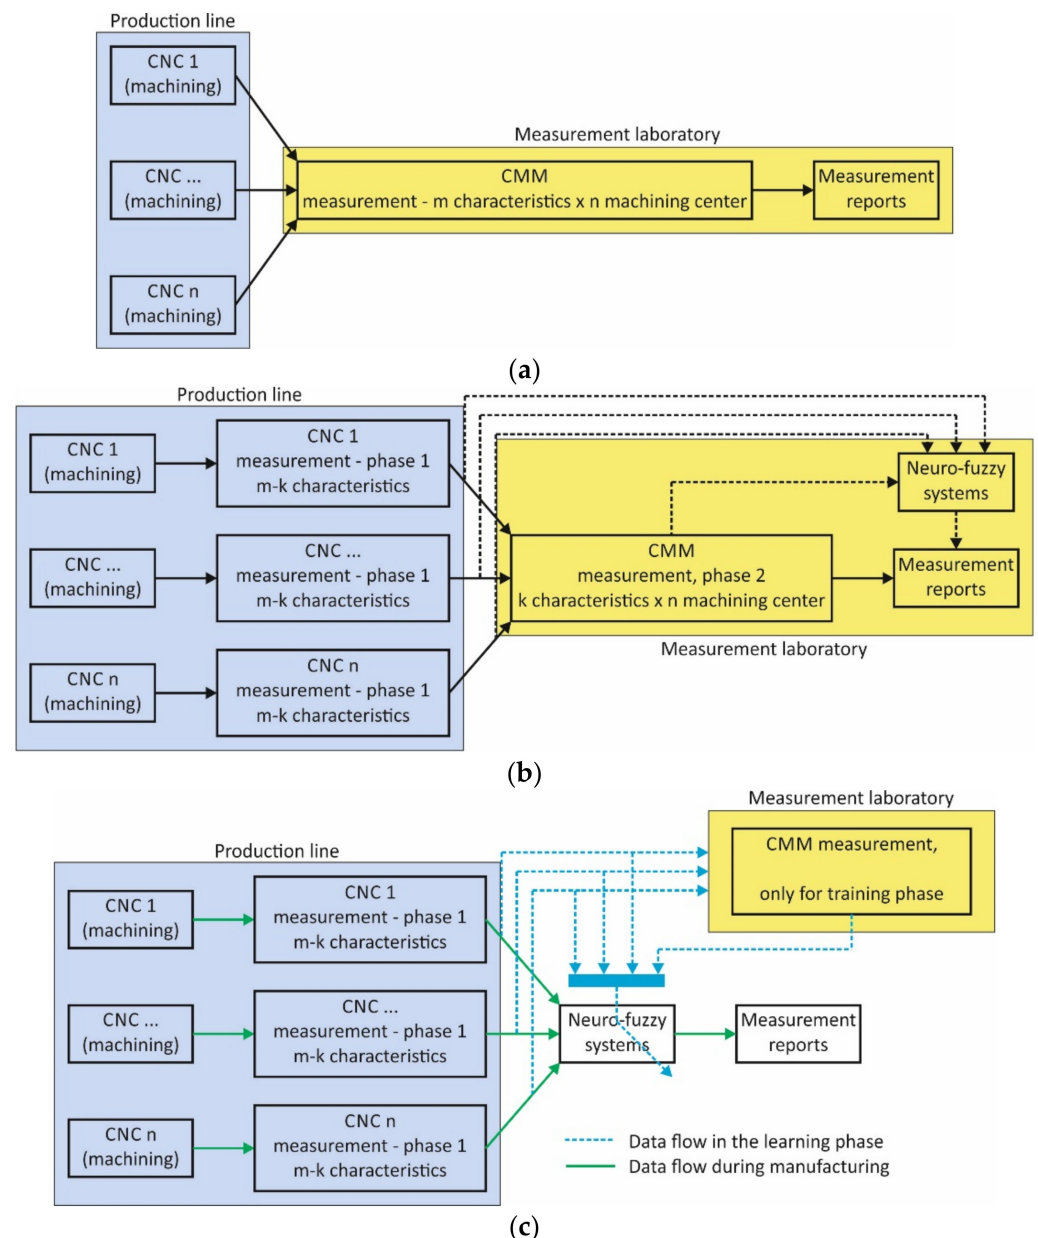 Production line
CNC 1
(machining)
Measurement laboratory
CNC ...
(machining)
CMM
measurement - m characteristics x n machining center
Measurement
reports
CNC n
(machining)
(a)
Production line
CNC 1
(machining)
CNC 1
measurement - phase 1
m-k characteristics
Neuro-fuzzy
systems
CNC ...
(machining)
CNC ...
measurement - phase 1
m-k characteristics
CMM
measurement, phase 2
k characteristics x n machining center
Measurement
reports
CNC n
(machining)
CNC n
measurement - phase 1
m-k characteristics
Measurement laboratory
(b)
Measurement laboratory
CMM measurement,
only for training phase
Production line
CNC 1
(machining)
CNC 1
measurement - phase 1
m-k characteristics
CNC ...
(machining)
CNC ...
measurement - phase 1
m-k characteristics
Neuro-fuzzy
systems
Measurement
reports
CNC n
(machining)
CNC n
measurement - phase 1
m-k characteristics
Data flow in the learning phase
Data flow during manufacturing
(c)